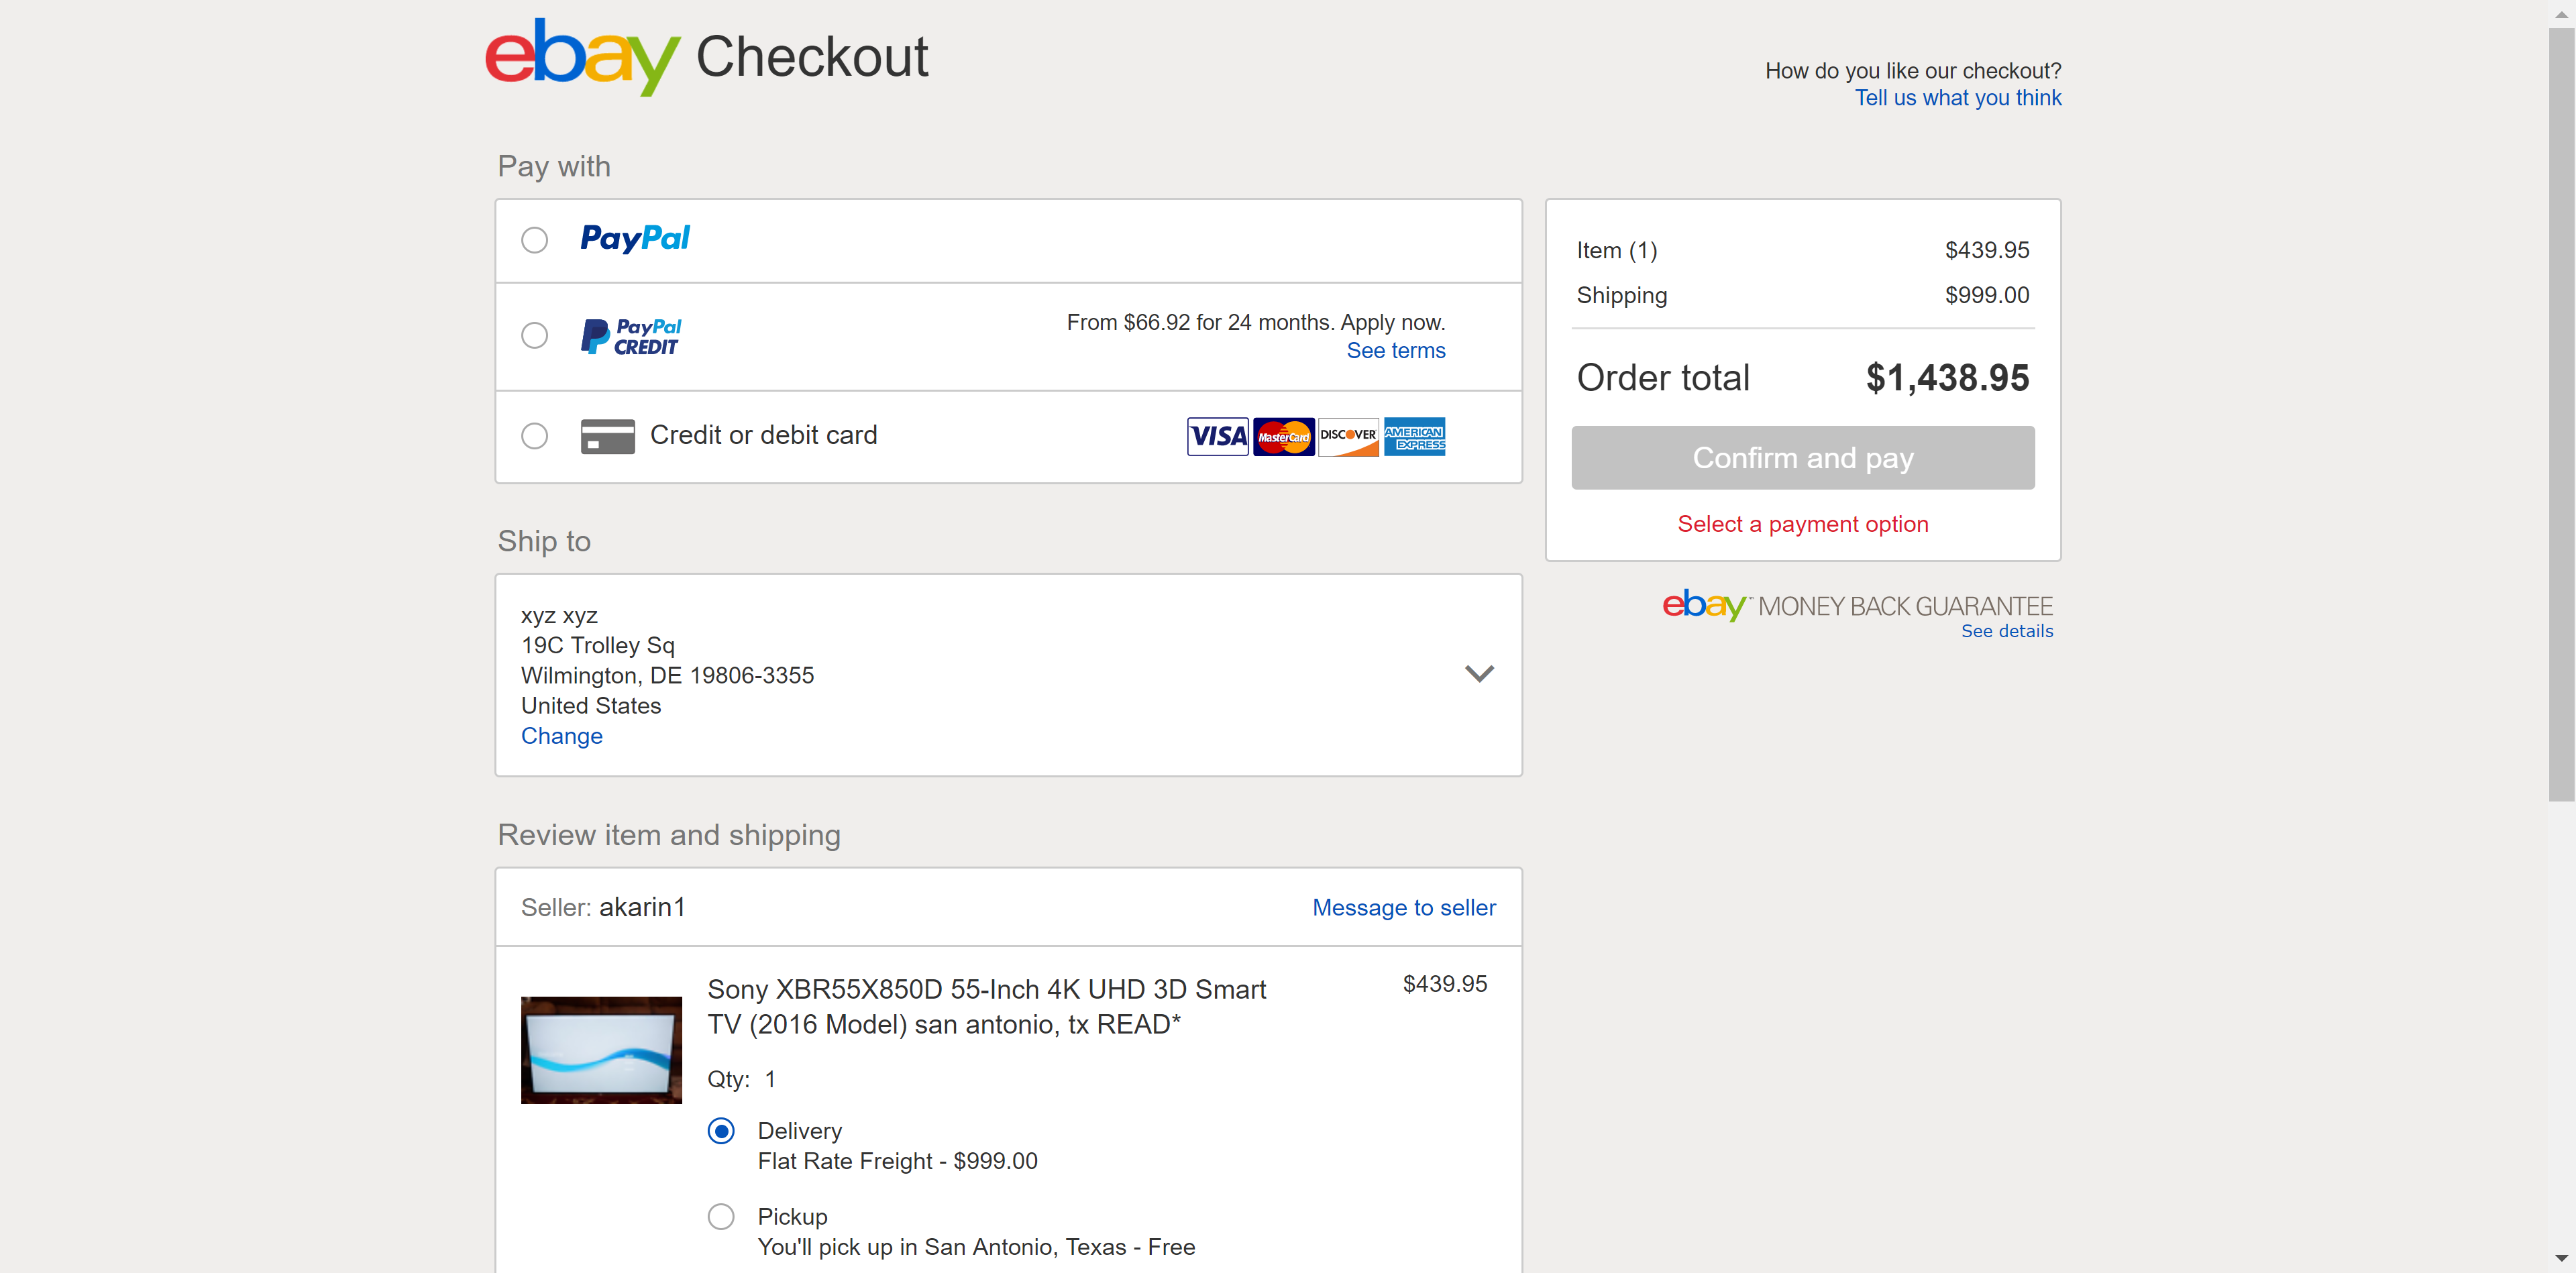 ebay Checkout
How do you like our checkout?
Tell us what you think
Pay with
PayPal
PayPal
CREDIT
From $66.92 for 24 months. Apply now.
See terms
Credit or debit card
VISA MasterCard DISCOVER AMERICAN EXPRESS
Item (1) $439.95
Shipping $999.00
Order total $1,438.95
Confirm and pay
Select a payment option
ebay™ MONEY BACK GUARANTEE
See details
Ship to
xyz xyz
19C Trolley Sq
Wilmington, DE 19806-3355
United States
Change
Review item and shipping
Seller: akarin1 Message to seller
Sony XBR55X850D 55-Inch 4K UHD 3D Smart $439.95
TV (2016 Model) san antonio, tx READ*
Qty: 1
Delivery
Flat Rate Freight - $999.00
Pickup
You'll pick up in San Antonio, Texas - Free